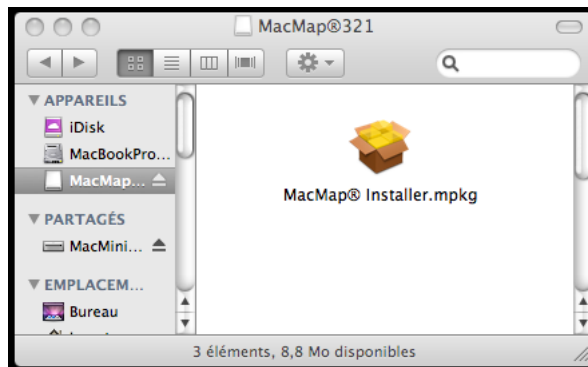 MacMap®321
APPAREILS
iDisk
MacBookPro...
MacMap...
PARTAGÉS
MacMini...
EMPLACEM...
Bureau
MacMap® Installer.mpkg
3 éléments, 8,8 Mo disponibles